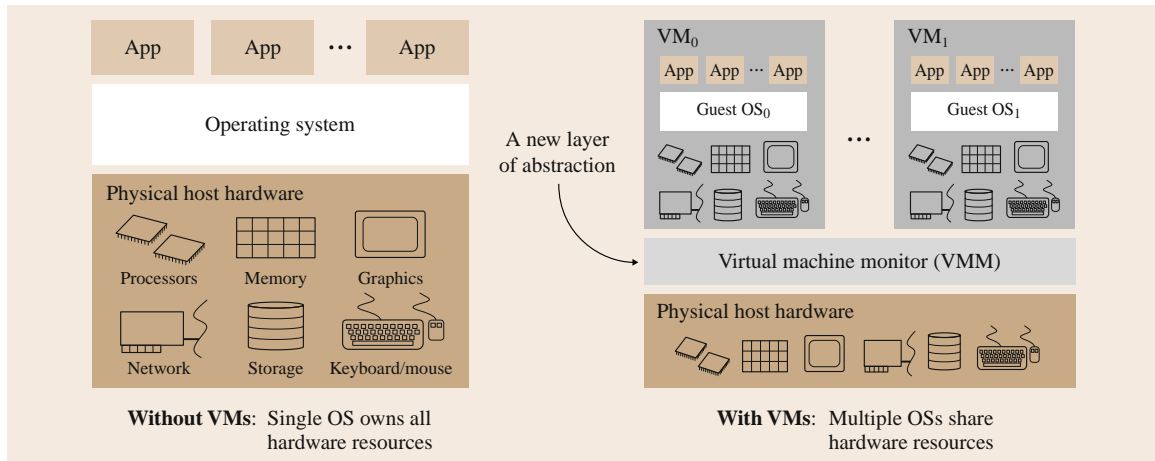 App App ... App
Operating system
Physical host hardware
Processors Memory Graphics
Network Storage Keyboard/mouse
Without VMs: Single OS owns all
hardware resources
A new layer
of abstraction
VM0
App App ... App
Guest OS0
...
VM1
App App ... App
Guest OS1
Virtual machine monitor (VMM)
Physical host hardware
With VMs: Multiple OSs share
hardware resources